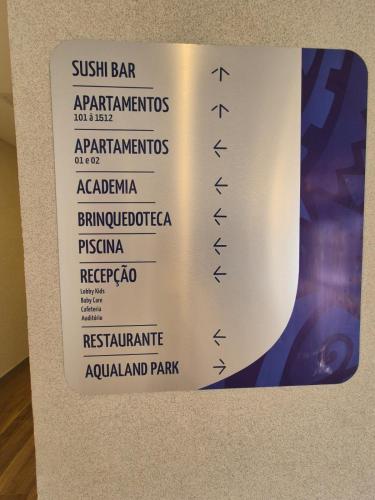 SUSHI BAR ↑
APARTAMENTOS ↑
101 à 1512
APARTAMENTOS ←
01 e 02
ACADEMIA ←
BRINQUEDOTECA ←
PISCINA ←
RECEPÇÃO ←
Lobby Kids
Baby Care
Cafeteria
Auditório
RESTAURANTE ←
AQUALAND PARK →